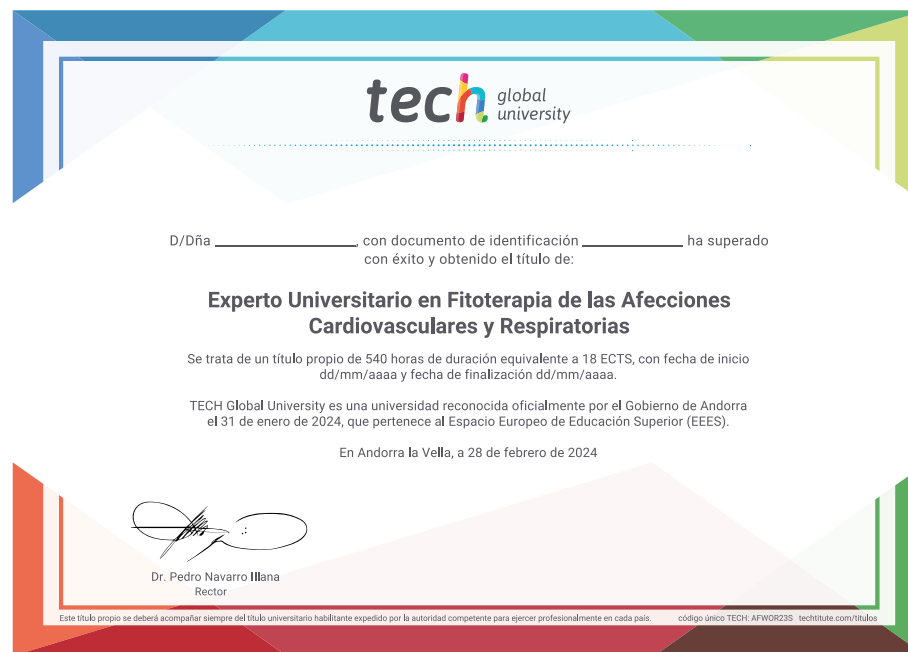 tech global university
D/Dña ____________, con documento de identificación ____________ ha superado
con éxito y obtenido el título de:
Experto Universitario en Fitoterapia de las Afecciones
Cardiovasculares y Respiratorias
Se trata de un título propio de 540 horas de duración equivalente a 18 ECTS, con fecha de inicio
dd/mm/aaaa y fecha de finalización dd/mm/aaaa.
TECH Global University es una universidad reconocida oficialmente por el Gobierno de Andorra
el 31 de enero de 2024, que pertenece al Espacio Europeo de Educación Superior (EEES).
En Andorra la Vella, a 28 de febrero de 2024
Dr. Pedro Navarro Illana
Rector
Este título propio se deberá acompañar siempre del título universitario habilitante expedido por la autoridad competente para ejercer profesionalmente en cada país. código único TECH: AFWOR23S techtitute.com/titulos